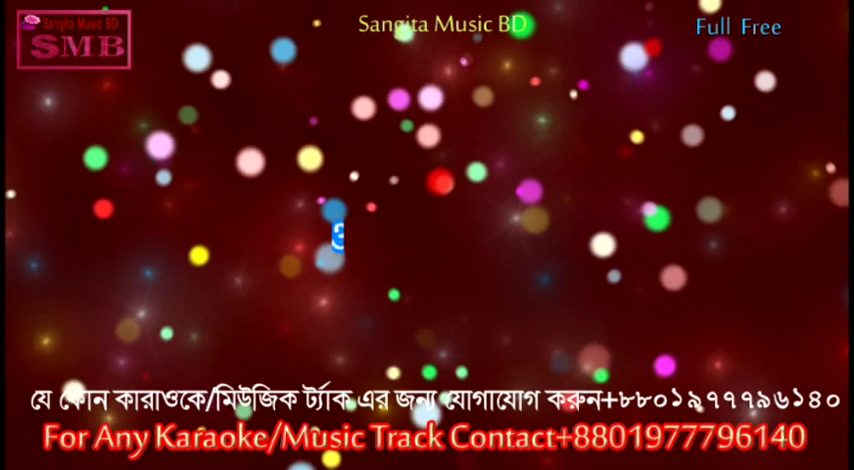 Sangita Music BD
SMB
Sangita Music BD
Full Free
যে কোন কারাওকে/মিউজিক ট্র্যাক এর জন্য যোগাযোগ করুন+৮৮০১৯৭৭৭৯৬১৪০
For Any Karaoke/Music Track Contact+8801977796140